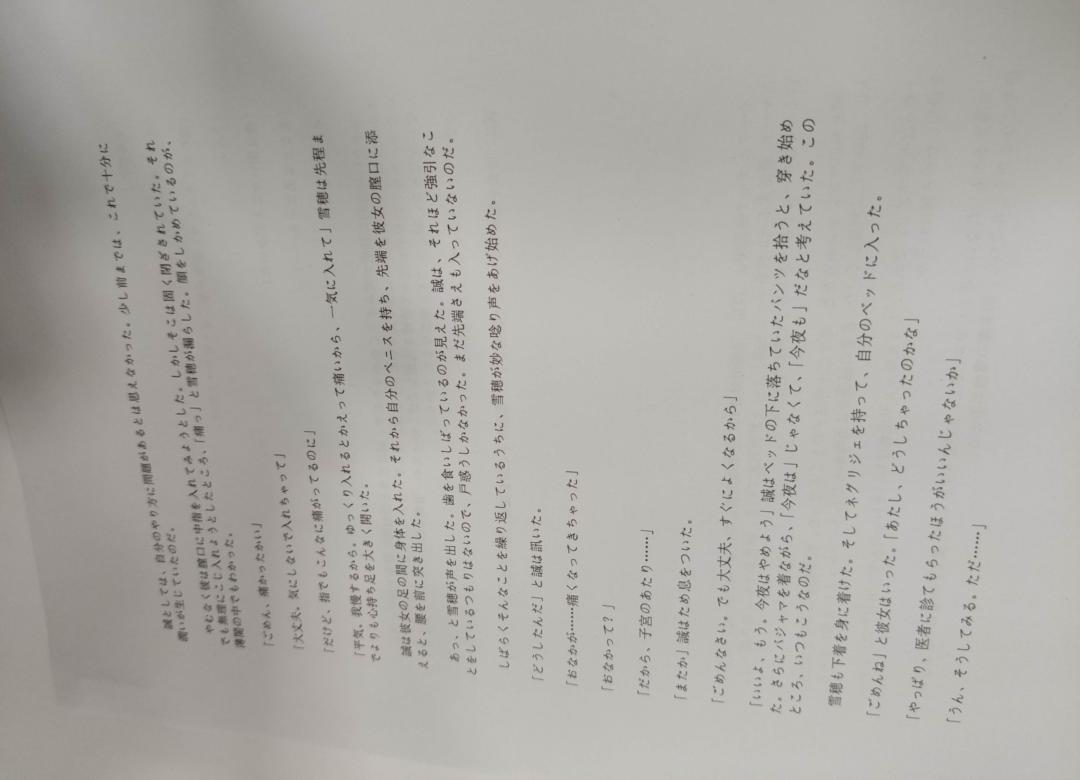 誠としては、自分のやり方に問題があるとは思えなかった。少し前までは、これで十分に
潤いが生じていたのだ。
やむなく彼は膣口に中指を入れてみようとした。しかしそこは固く閉ざされていた。それ
でも無理にこじ入れようとしたところ、「痛っ」と雪穂が漏らした。顔をしかめているのが、
薄闇の中でもわかった。
「ごめん、痛かったかい」
「大丈夫。気にしないで入れちゃって」
「だけど、指でもこんなに痛がってるのに」
「平気。我慢するから。ゆっくり入れるとかえって痛いから、一気に入れて」雪穂は先程ま
でよりも心持ち足を大きく開いた。
誠は彼女の足の間に身体を入れた。それから自分のペニスを持ち、先端を彼女の膣口に添
えると、腰を前に突き出した。
あっ、と雪穂が声を出した。歯を食いしばっているのが見えた。誠は、それほど強引なこ
とをしているつもりはないので、戸惑うしかなかった。まだ先端さえも入っていないのだ。
しばらくそんなことを繰り返しているうちに、雪穂が妙な唸り声をあげ始めた。
「どうしたんだ」と誠は訊いた。
「おなかが……痛くなってきちゃった」
「おなかって？」
「だから、子宮のあたり……」
「またか」誠はため息をついた。
「ごめんなさい。でも大丈夫、すぐによくなるから」
「いいよ、もう。今夜はやめよう」誠はベッドの下に落ちていたパンツを拾うと、穿き始め
た。さらにパジャマを着ながら、「今夜は」じゃなくて、「今夜も」だなと考えていた。この
ところ、いつもこうなのだ。
雪穂も下着を身に着けた。そしてネグリジェを持って、自分のベッドに入った。
「ごめんね」と彼女はいった。「あたし、どうしちゃったのかな」
「やっぱり、医者に診てもらったほうがいいんじゃないか」
「うん、そうしてみる。ただ……」